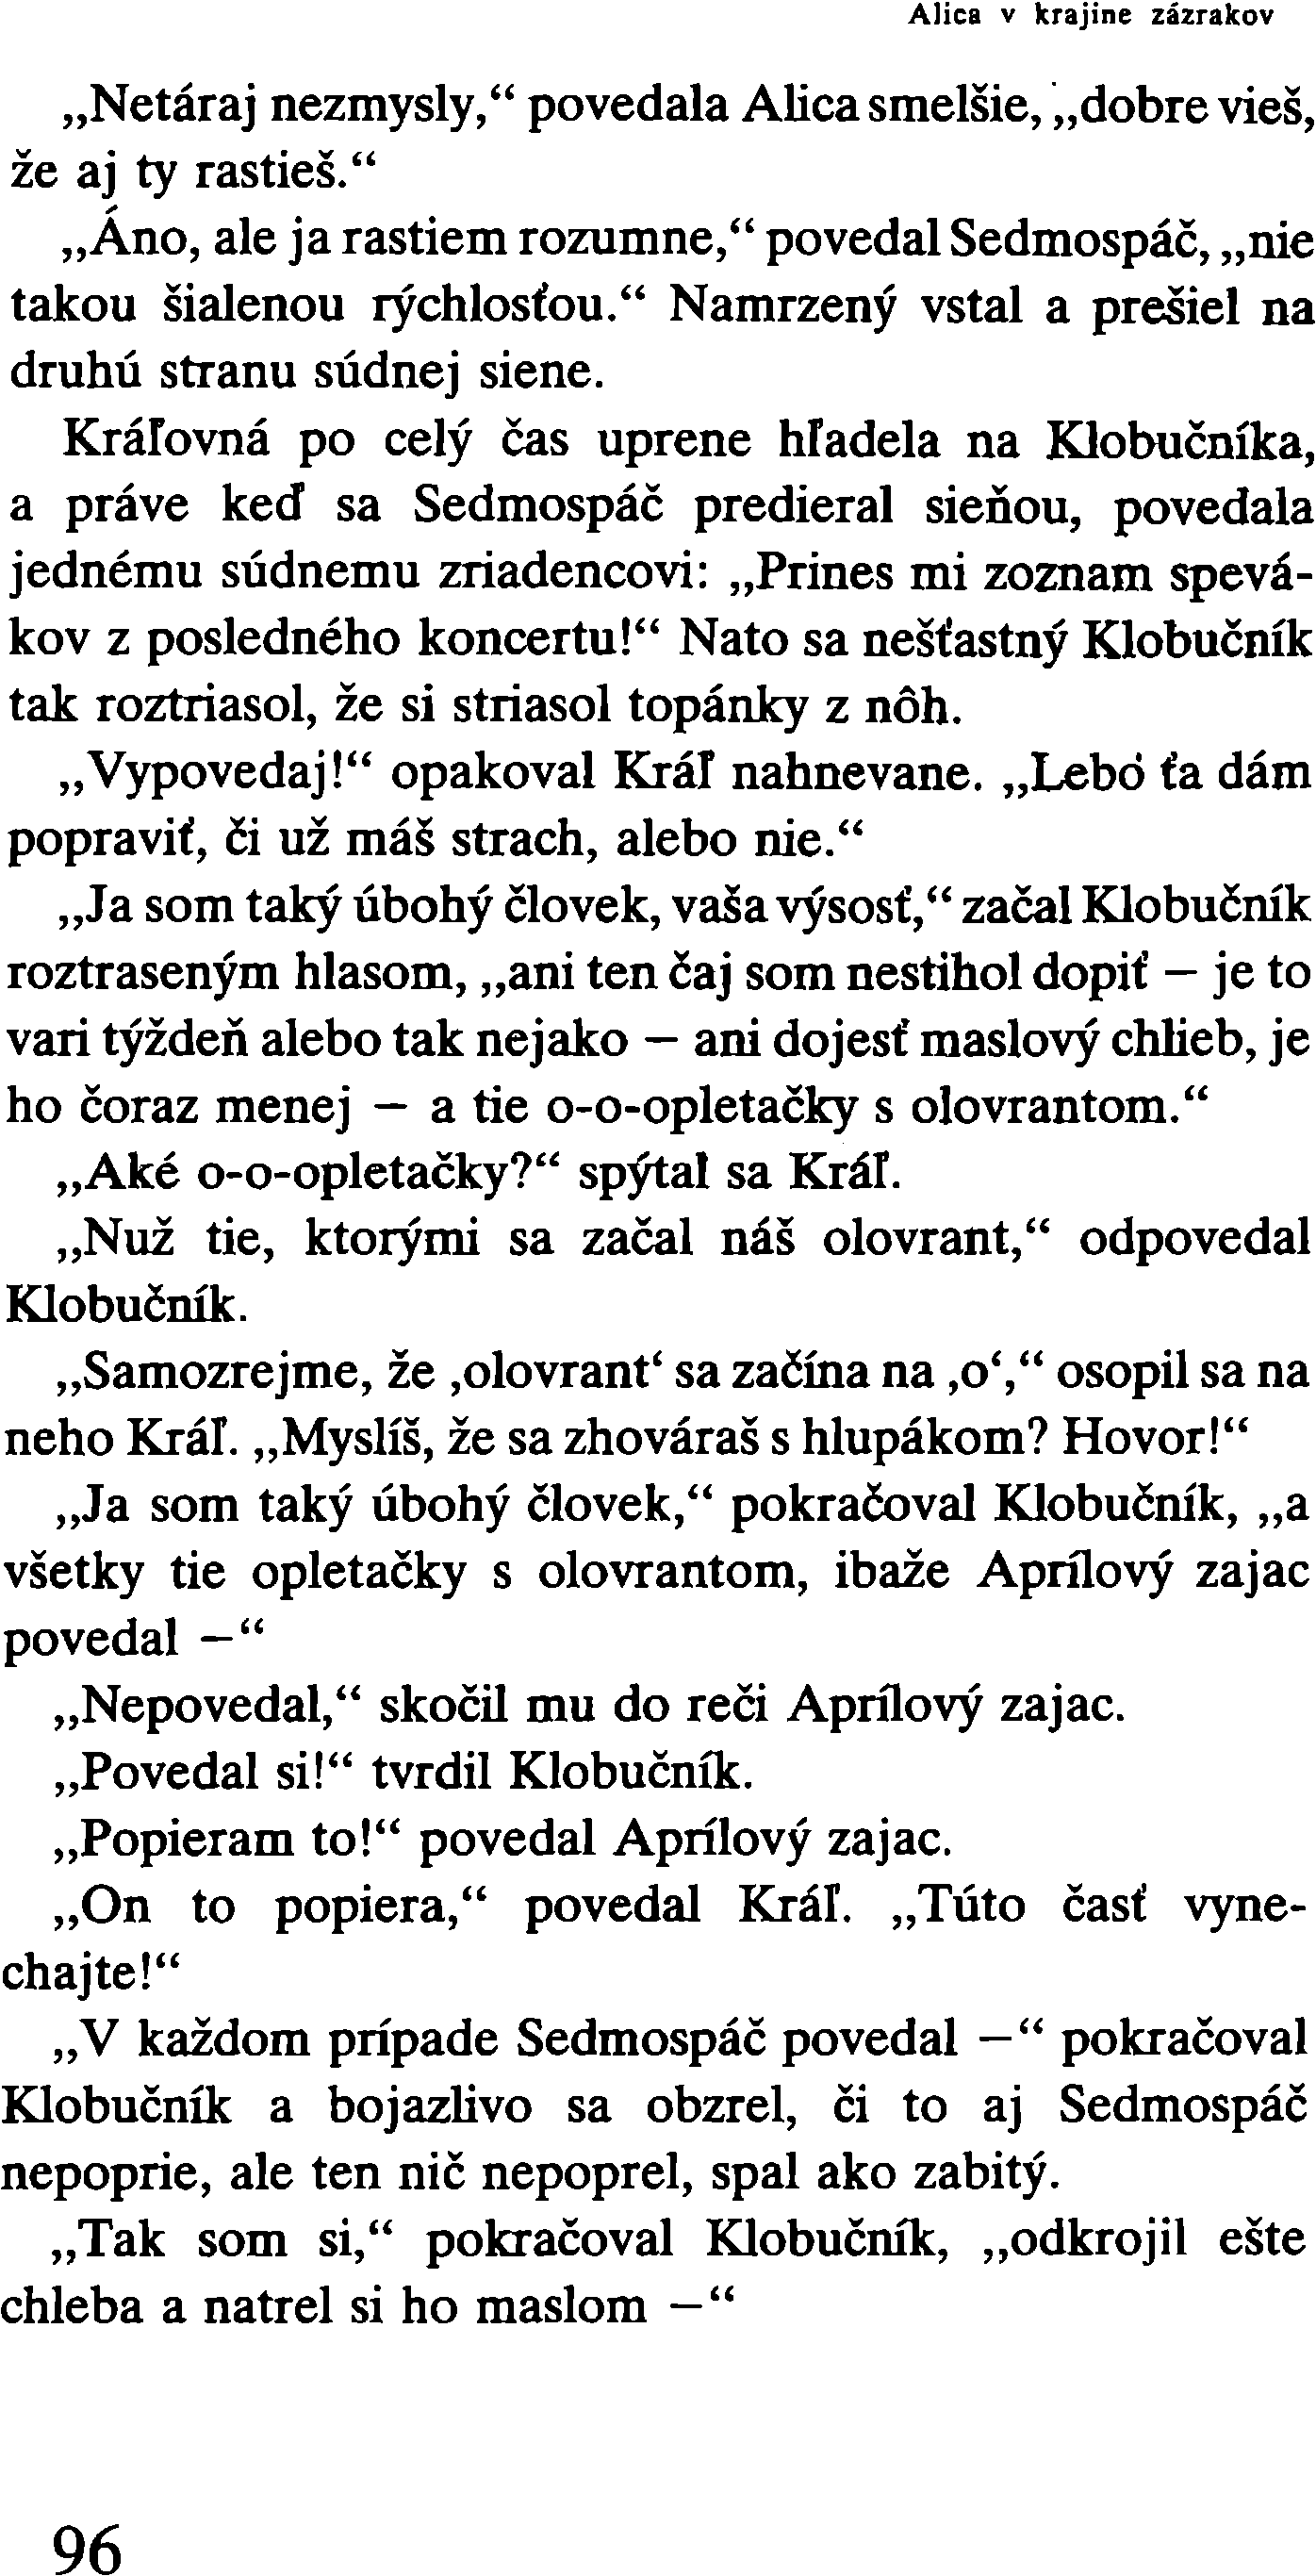 Alica v krajine zázrakov
„Netáraj nezmysly,“ povedala Alica smelšie, „dobre vieš,
že aj ty rastieš.“
„Áno, ale ja rastiem rozumne,“ povedal Sedmospáč, „nie
takou šialenou rýchlosťou.“ Namrzený vstal a prešiel na
druhú stranu súdnej siene.
Kráľovná po celý čas uprene hľadela na Klobučníka,
a práve keď sa Sedmospáč predieral sieňou, povedala
jednému súdnemu zriadencovi: „Prines mi zoznam spevá-
kov z posledného koncertu!“ Nato sa nešťastný Klobučník
tak roztriasol, že si striasol topánky z nôh.
„Vypovedaj!“ opakoval Kráľ nahnevane. „Lebo ťa dám
popraviť, či už máš strach, alebo nie.“
„Ja som taký úbohý človek, vaša výsosť,“ začal Klobučník
roztraseným hlasom, „ani ten čaj som nestihol dopiť — je to
vari týždeň alebo tak nejako — ani dojesť maslový chlieb, je
ho čoraz menej — a tie o-o-opletačky s olovrantom.“
„Aké o-o-opletačky?“ spýtal sa Kráľ.
„Nuž tie, ktorými sa začal náš olovrant,“ odpovedal
Klobučník.
„Samozrejme, že ‚olovrant‘ sa začína na ‚o‘,“ osopil sa na
neho Kráľ. „Myslíš, že sa zhováraš s hlupákom? Hovor!“
„Ja som taký úbohý človek,“ pokračoval Klobučník, „a
všetky tie opletačky s olovrantom, ibaže Aprílový zajac
povedal —“
„Nepovedal,“ skočil mu do reči Aprílový zajac.
„Povedal si!“ tvrdil Klobučník.
„Popieram to!“ povedal Aprílový zajac.
„On to popiera,“ povedal Kráľ. „Túto časť vyne-
chajte!“
„V každom prípade Sedmospáč povedal —“ pokračoval
Klobučník a bojazlivo sa obzrel, či to aj Sedmospáč
nepoprie, ale ten nič nepoprel, spal ako zabitý.
„Tak som si,“ pokračoval Klobučník, „odkrojil ešte
chleba a natrel si ho maslom —“
96